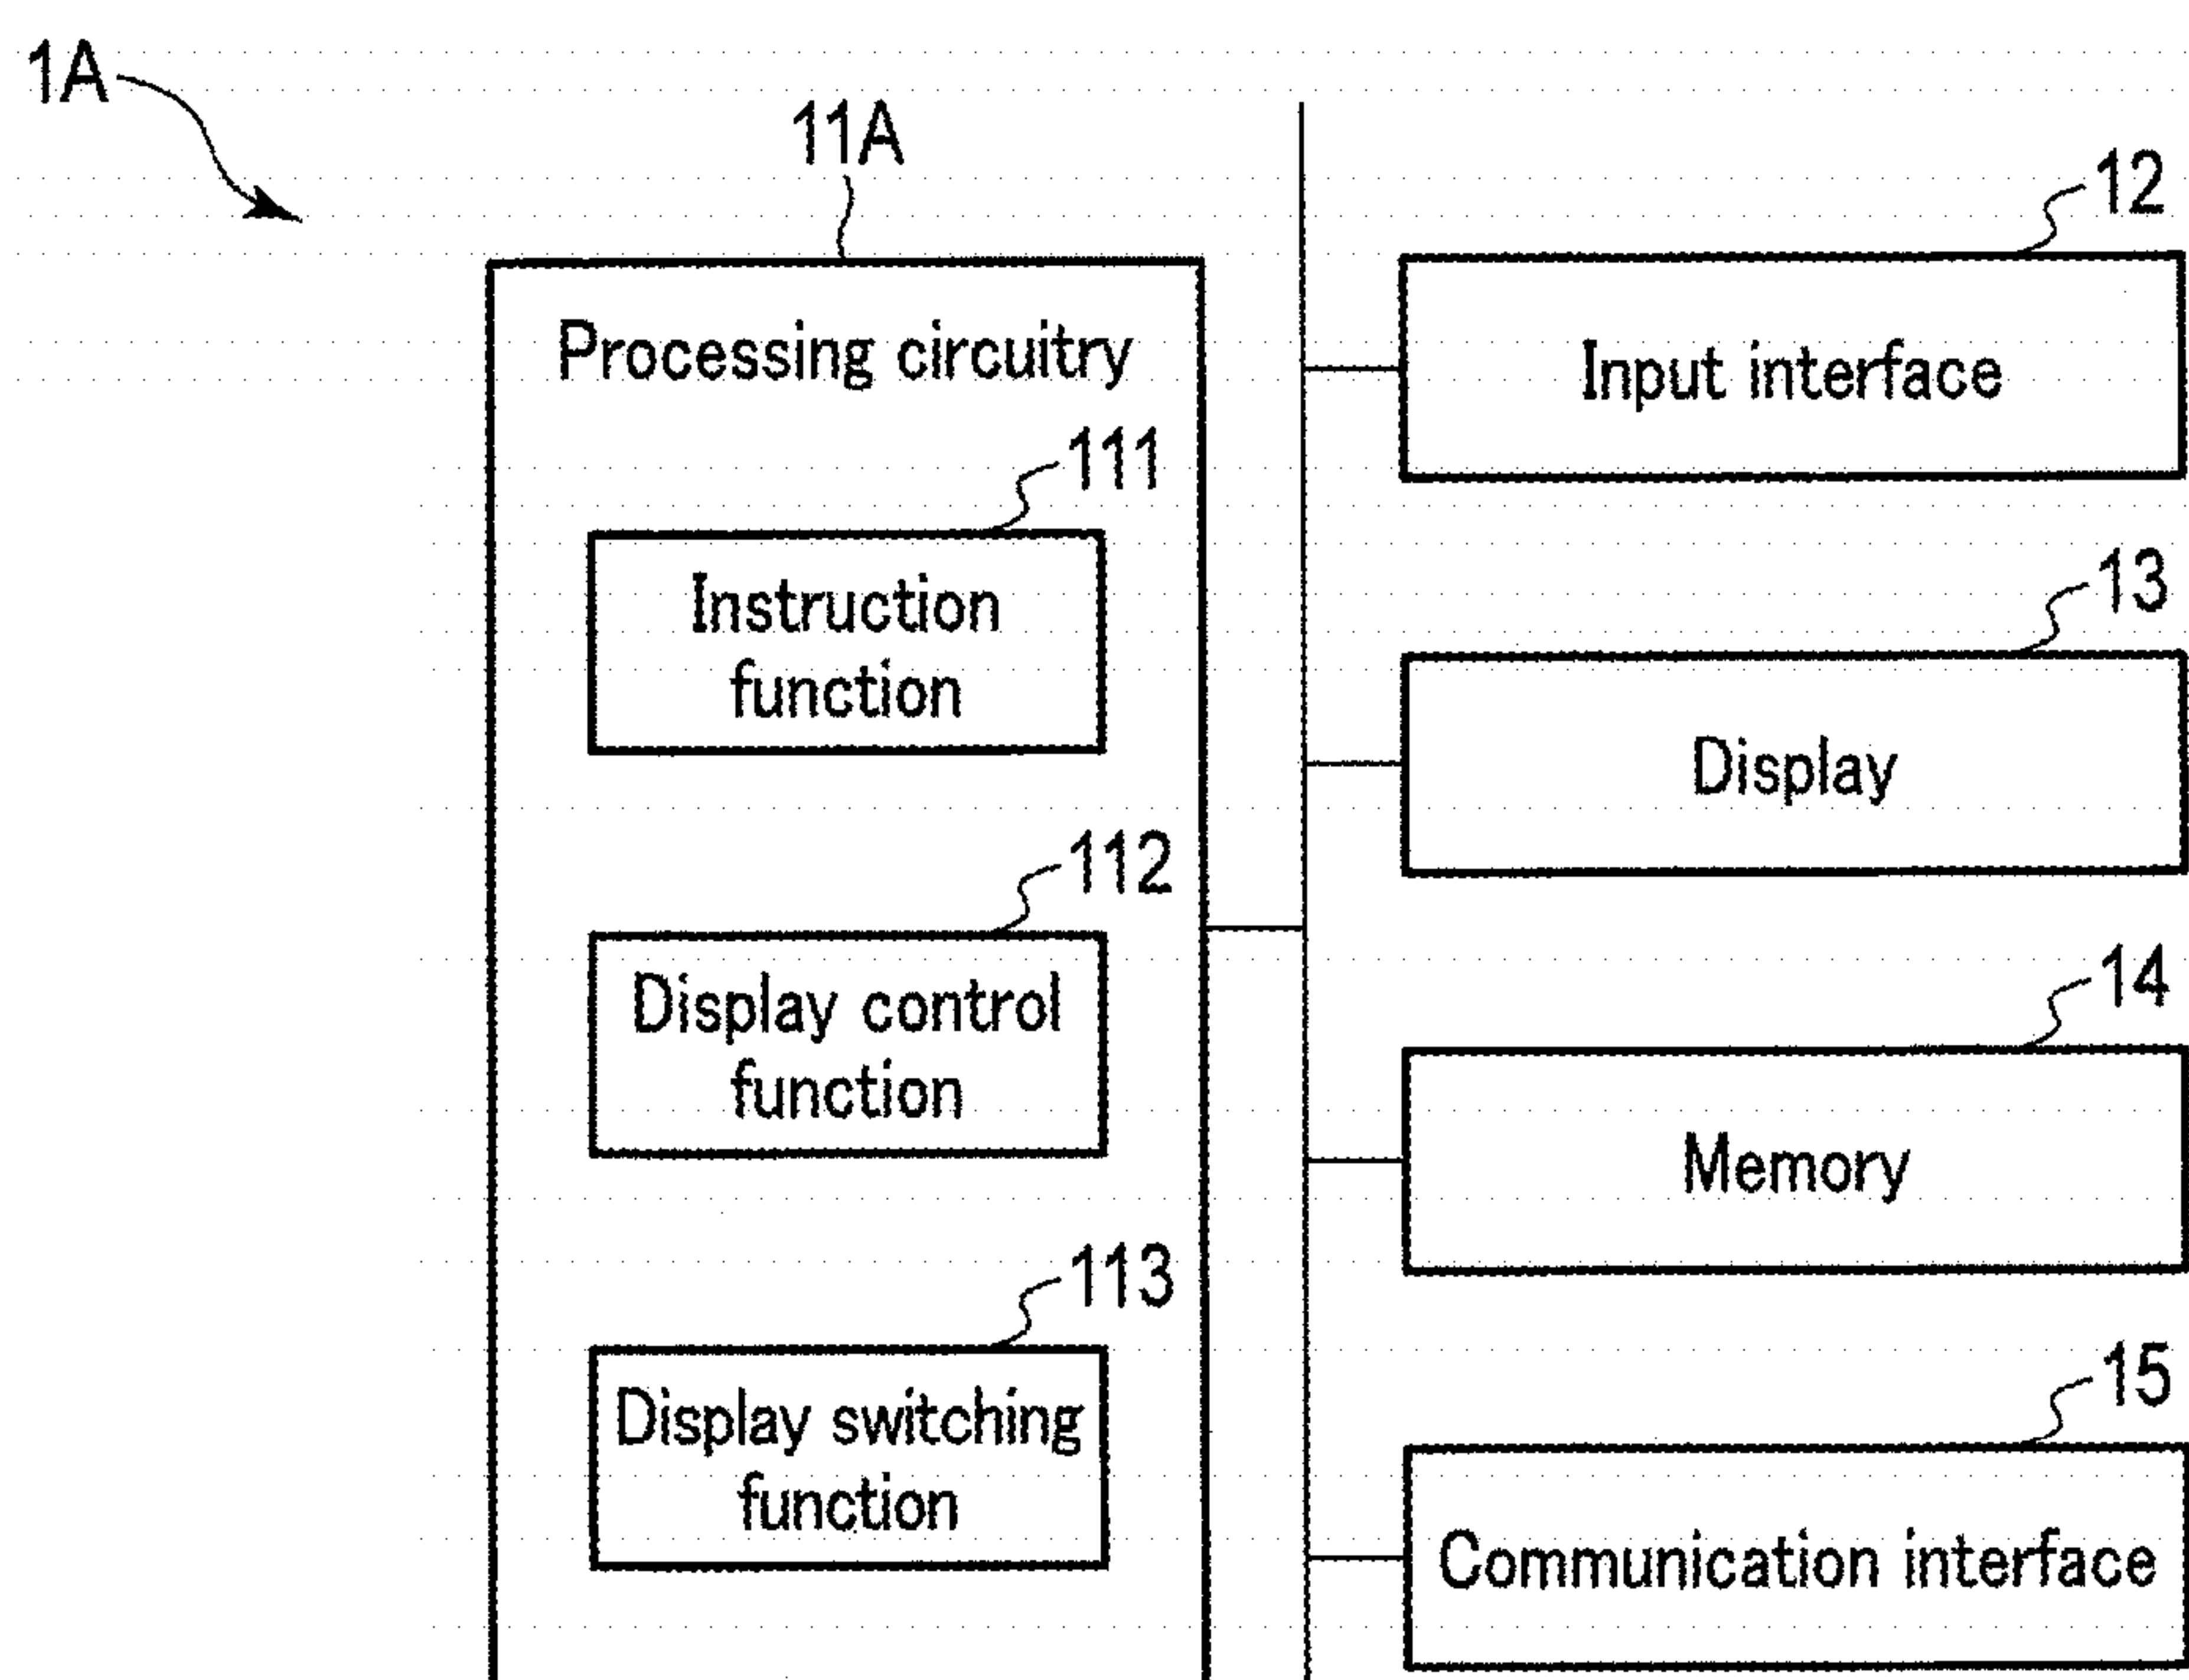 1A
11A
Processing circuitry
111
Instruction
function
112
Display control
function
113
Display switching
function
12
Input interface
13
Display
14
Memory
15
Communication interface